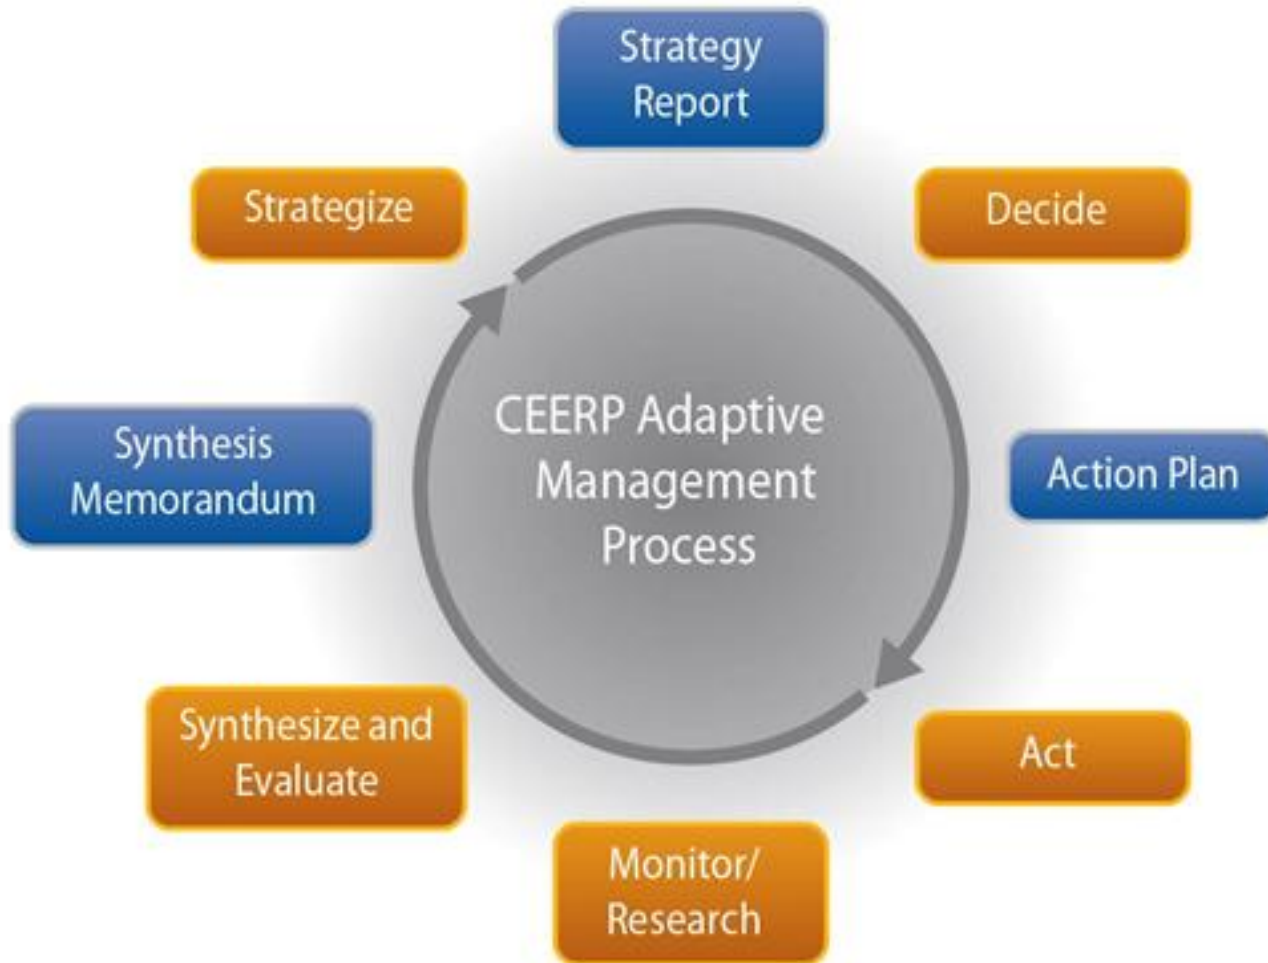 Strategy
Report
Strategize
Decide
CEERP Adaptive
Management
Process
Synthesis
Memorandum
Action Plan
Synthesize and
Evaluate
Act
Monitor/
Research